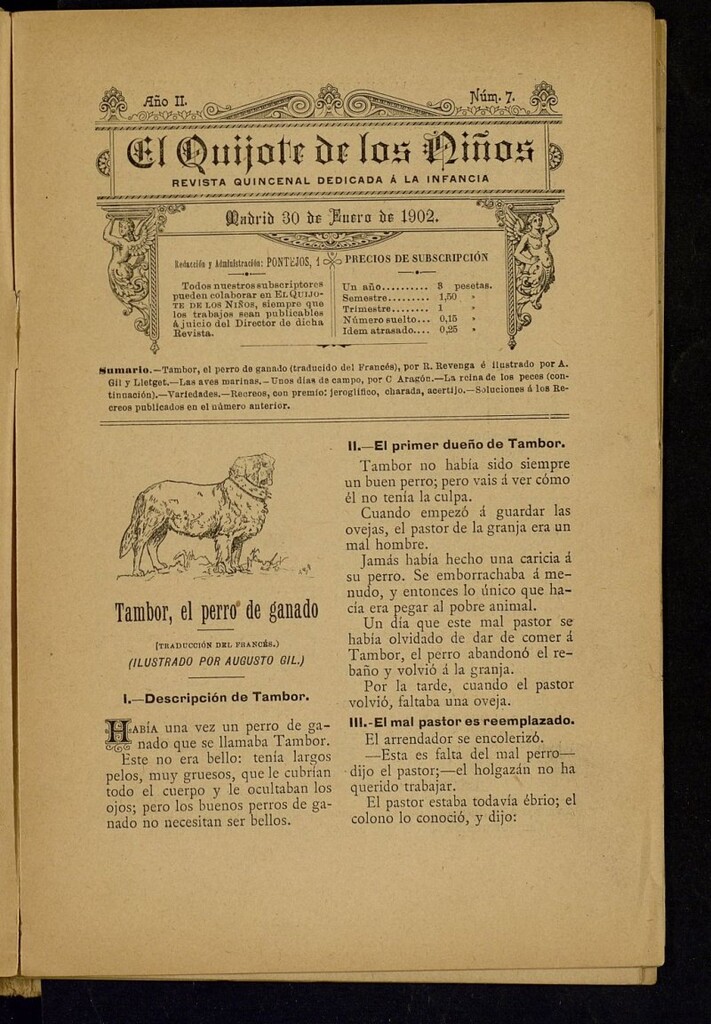 Año II.
Núm. 7.
El Quijote de los Niños
REVISTA QUINCENAL DEDICADA Á LA INFANCIA
Madrid 30 de Enero de 1902.
Redacción y Administración: PONTEJOS, 1
Todos nuestros subscriptores
pueden colaborar en EL QUIJO-
TE DE LOS NIÑOS, siempre que
los trabajos sean publicables
á juicio del Director de dicha
Revista.
PRECIOS DE SUBSCRIPCIÓN
Un año.......... 3 pesetas.
Semestre........ 1,50 »
Trimestre....... 1 »
Número suelto... 0,15 »
Idem atrasado.... 0,25 »
Sumario.—Tambor, el perro de ganado (traducido del Francés), por R. Revenga é ilustrado por A.
Gil y Lletget.—Las aves marinas.—Unos días de campo, por C Aragón.—La reina de los peces (con-
tinuación).—Variedades.—Recreos, con premio: jeroglífico, charada, acertijo.—Soluciones á los Re-
creos publicados en el número anterior.
Tambor, el perro de ganado
(TRADUCCIÓN DEL FRANCÉS.)
(ILUSTRADO POR AUGUSTO GIL.)
I.—Descripción de Tambor.
HABÍA una vez un perro de ga-
nado que se llamaba Tambor.
Este no era bello: tenía largos
pelos, muy gruesos, que le cubrían
todo el cuerpo y le ocultaban los
ojos; pero los buenos perros de ga-
nado no necesitan ser bellos.
II.—El primer dueño de Tambor.
Tambor no había sido siempre
un buen perro; pero vais á ver cómo
él no tenía la culpa.
Cuando empezó á guardar las
ovejas, el pastor de la granja era un
mal hombre.
Jamás había hecho una caricia á
su perro. Se emborrachaba á me-
nudo, y entonces lo único que ha-
cía era pegar al pobre animal.
Un día que este mal pastor se
había olvidado de dar de comer á
Tambor, el perro abandonó el re-
baño y volvió á la granja.
Por la tarde, cuando el pastor
volvió, faltaba una oveja.
III.-El mal pastor es reemplazado.
El arrendador se encolerizó.
—Esta es falta del mal perro—
dijo el pastor;—el holgazán no ha
querido trabajar.
El pastor estaba todavía ébrio; el
colono lo conoció, y dijo: